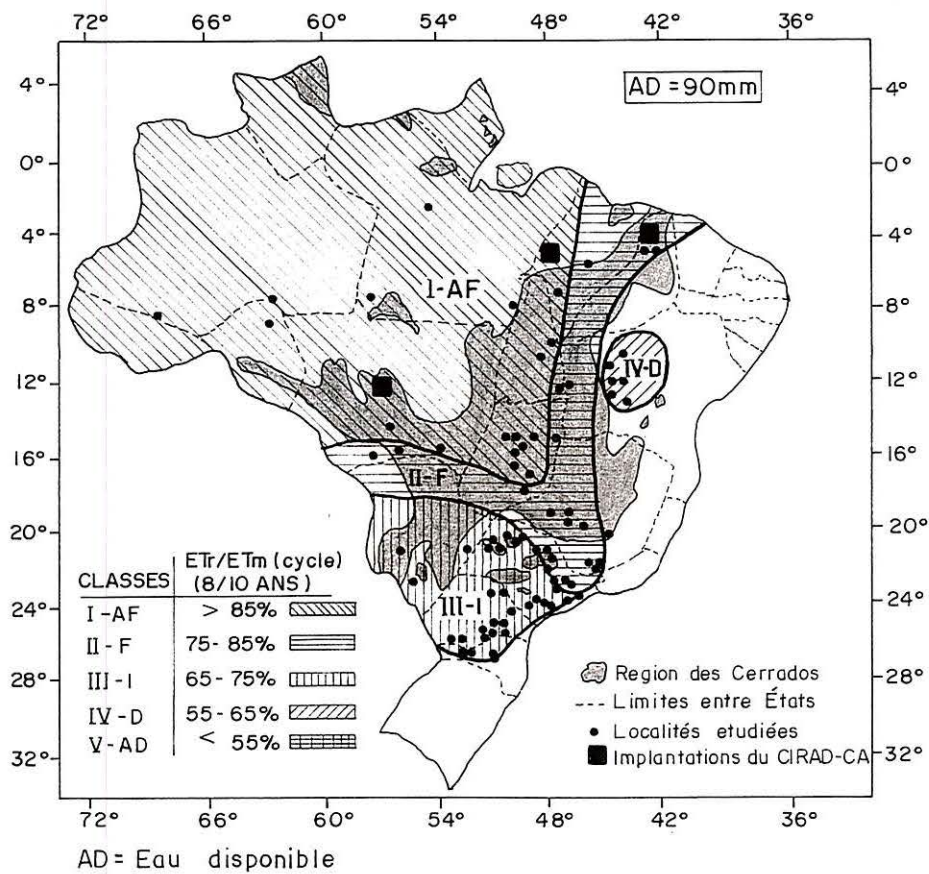 72° 66° 60° 54° 48° 42° 36°
AD = 90mm
4° 4°
0° 0°
4° 4°
I-AF
8° 8°
IV-D
12° 12°
16° 16°
II-F
20° 20°
CLASSES ETr/ETm (cycle)
(8/10 ANS)
I-AF > 85%
II-F 75-85%
III-I 65-75%
IV-D 55-65%
V-AD < 55%
III-I
24° 24°
28° 28°
32° 32°
Region des Cerrados
Limites entre États
Localités etudiées
Implantations du CIRAD-CA
72° 66° 60° 54° 48° 42° 36°
AD = Eau disponible